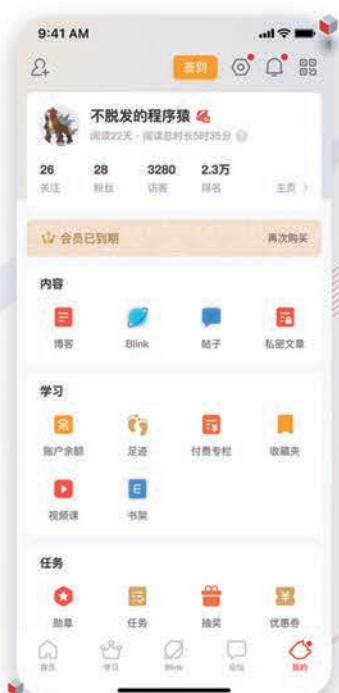 9:41 AM
签到
不脱发的程序猿
阅读22天·阅读总时长5时35分
26 28 3280 2.3万
关注 粉丝 访客 排名 主页
会员已到期 再次购买
内容
博客 Blink 帖子 私密文章
学习
账户余额 足迹 付费专栏 收藏夹
视频课 书架
任务
勋章 任务 抽奖 优惠券
首页 学习 Blink 论坛 我的